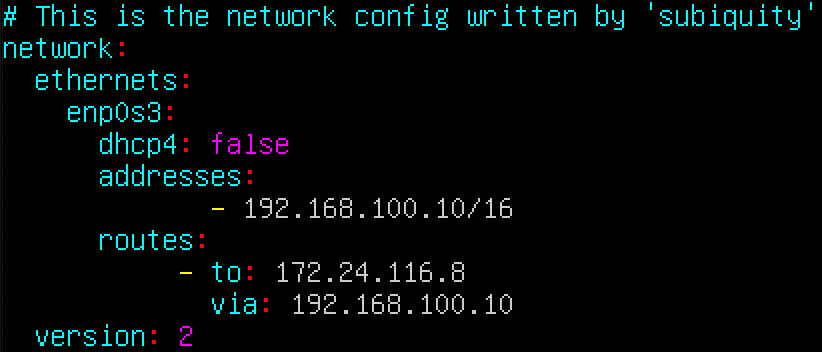 # This is the network config written by 'subiquity'
network:
  ethernets:
    enp0s3:
      dhcp4: false
      addresses:
             - 192.168.100.10/16
      routes:
           - to: 172.24.116.8
             via: 192.168.100.10
  version: 2